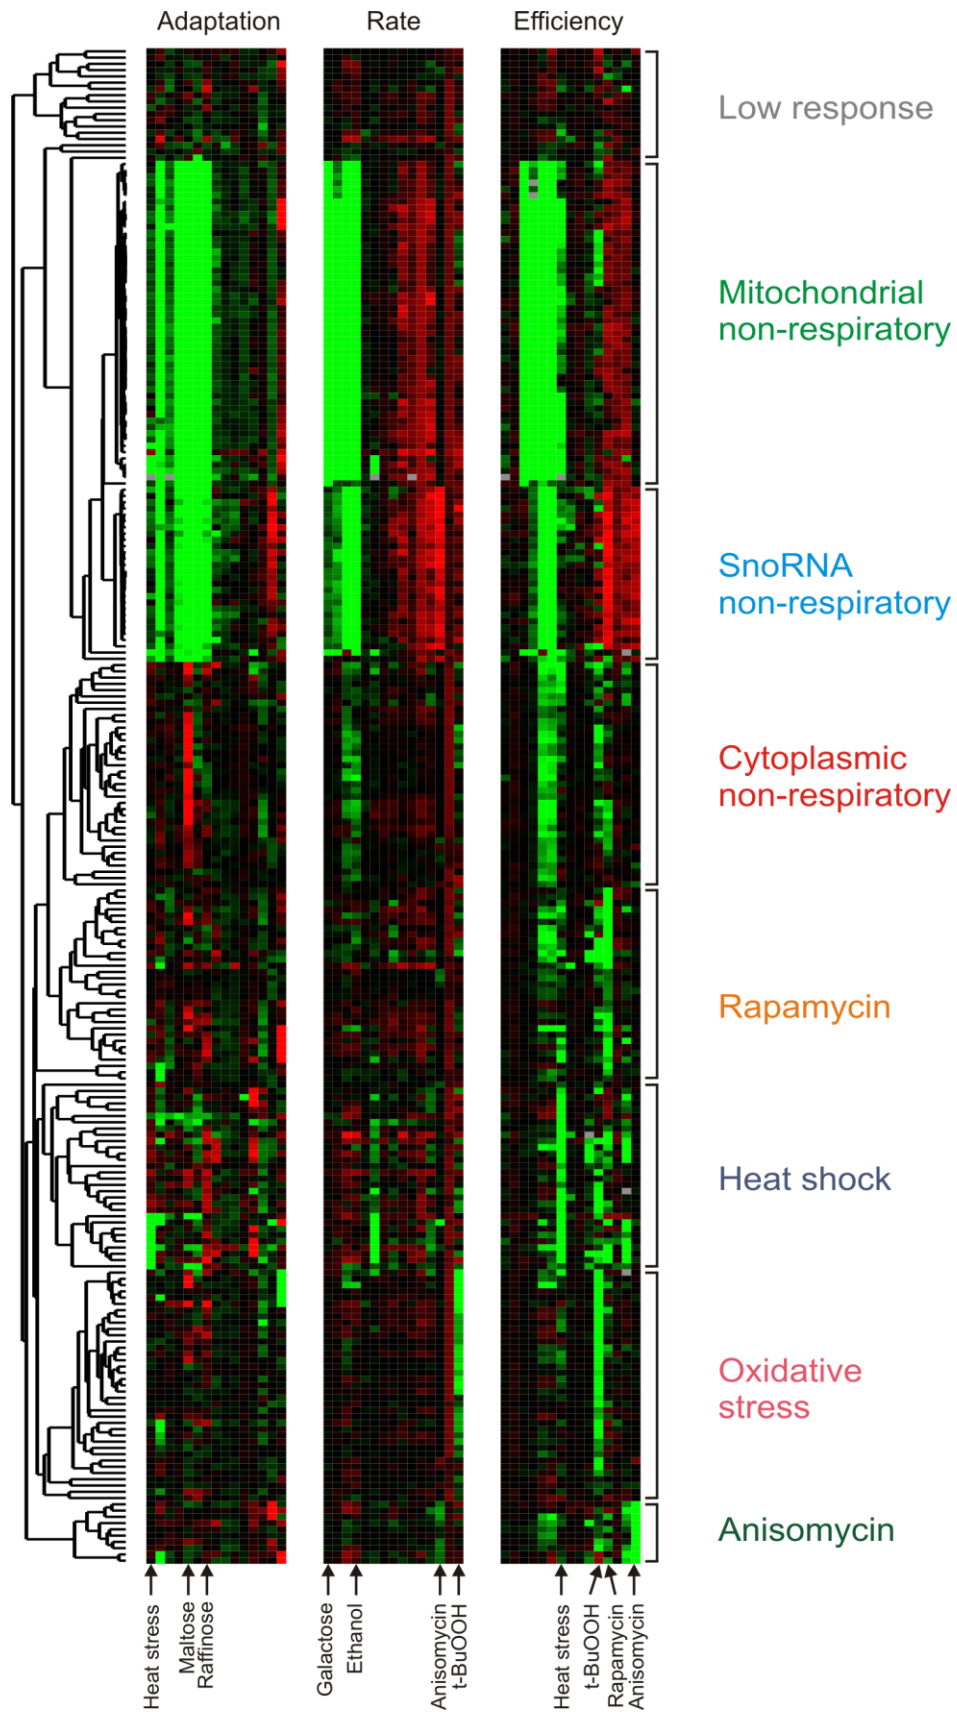 Adaptation
Rate
Efficiency
Low response
Mitochondrial
non-respiratory
SnoRNA
non-respiratory
Cytoplasmic
non-respiratory
Rapamycin
Heat shock
Oxidative
stress
Anisomycin
Heat stress
Maltose
Raffinose
Galactose
Ethanol
Anisomycin
t-BuOOH
Heat stress
t-BuOOH
Rapamycin
Anisomycin